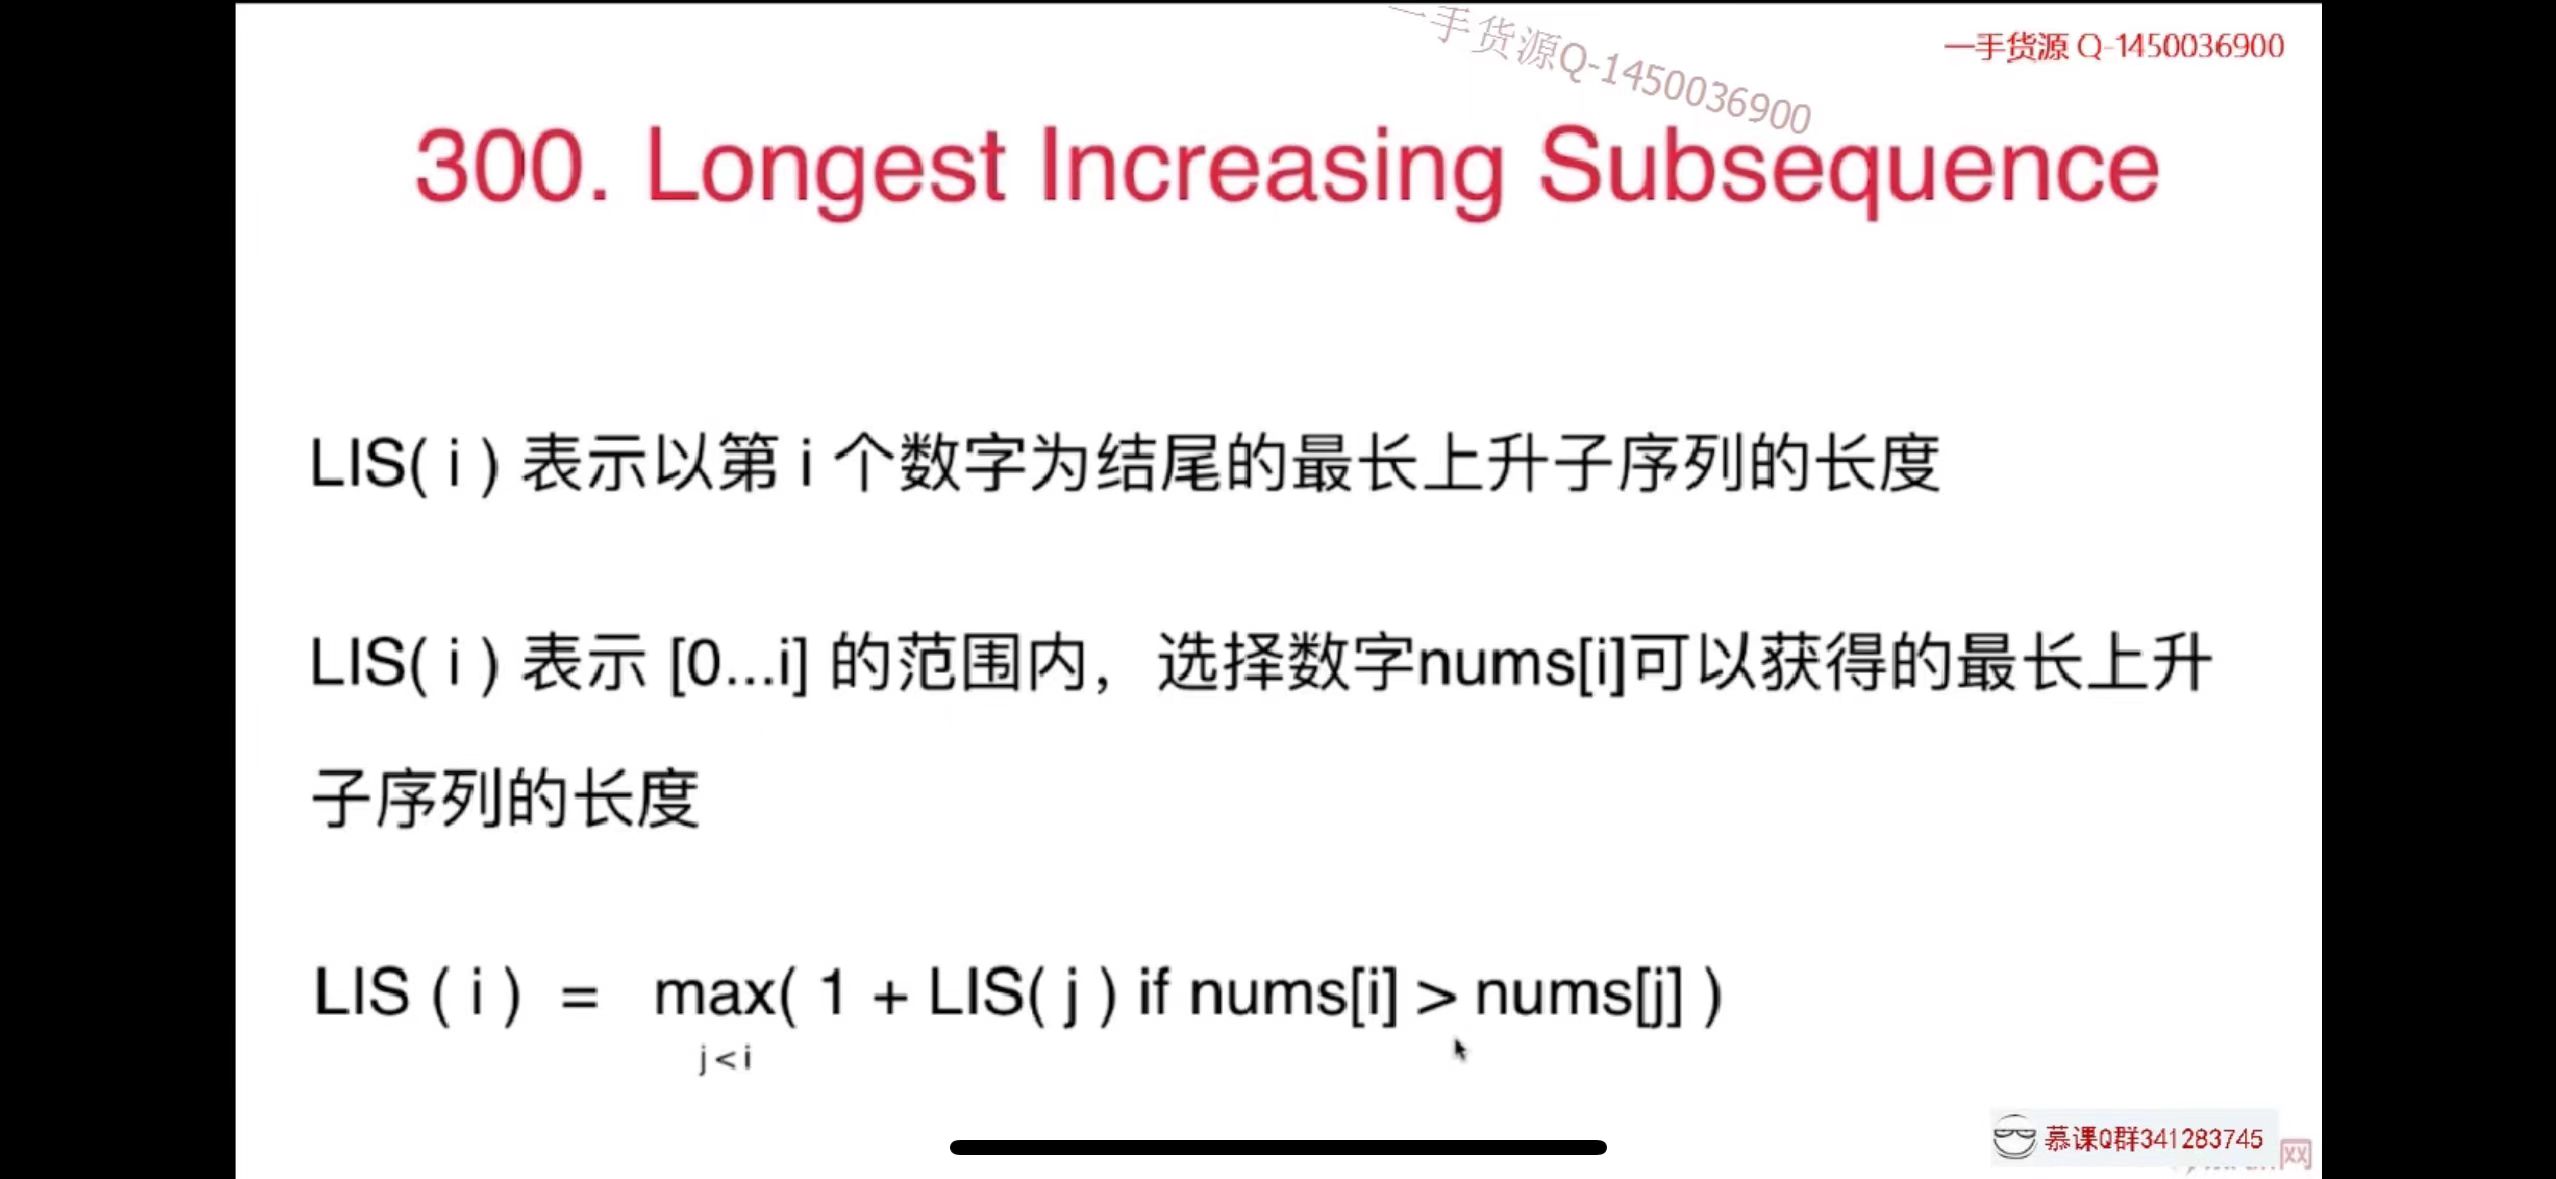 一手货源Q-1450036900
一手货源 Q-1450036900
300. Longest Increasing Subsequence
LIS( i ) 表示以第 i 个数字为结尾的最长上升子序列的长度
LIS( i ) 表示 [0...i] 的范围内，选择数字nums[i]可以获得的最长上升
子序列的长度
LIS ( i ) = max( 1 + LIS( j ) if nums[i] > nums[j] )
j < i
慕课Q群341283745
网